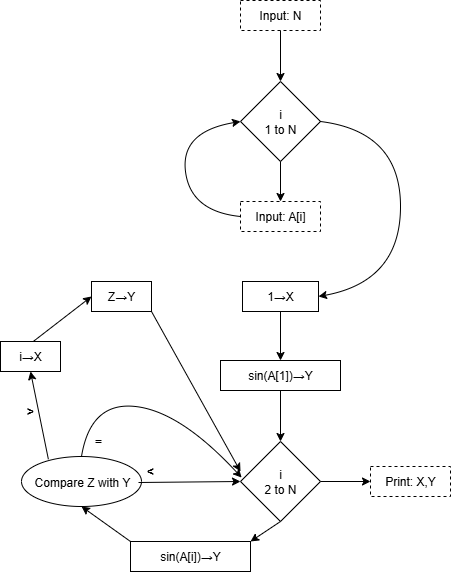 Input: N
i
1 to N
Input: A[i]
1→X
Z→Y
i→X
sin(A[1])→Y
>
=
<
Compare Z with Y
i
2 to N
Print: X,Y
sin(A[i])→Y